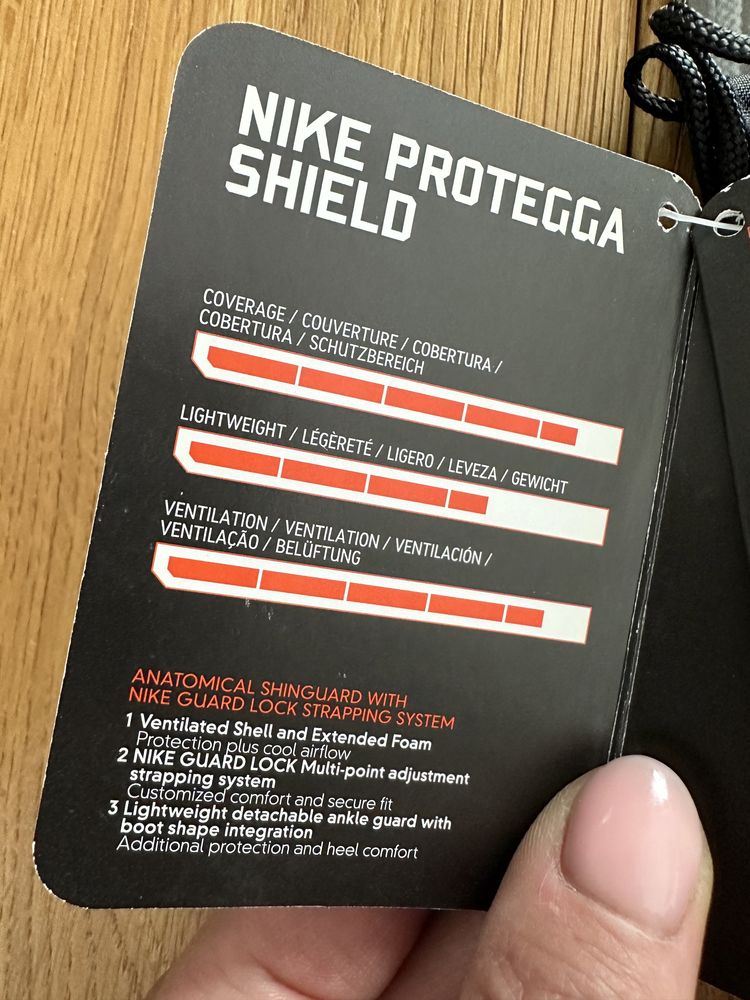 NIKE PROTEGGA
SHIELD
COVERAGE / COUVERTURE / COBERTURA /
COBERTURA / SCHUTZBEREICH
LIGHTWEIGHT / LÉGÈRETÉ / LIGERO / LEVEZA / GEWICHT
VENTILATION / VENTILATION / VENTILACIÓN /
VENTILAÇÃO / BELÜFTUNG
ANATOMICAL SHINGUARD WITH
NIKE GUARD LOCK STRAPPING SYSTEM
1 Ventilated Shell and Extended Foam
Protection plus cool airflow
2 NIKE GUARD LOCK Multi-point adjustment
strapping system
Customized comfort and secure fit
3 Lightweight detachable ankle guard with
boot shape integration
Additional protection and heel comfort